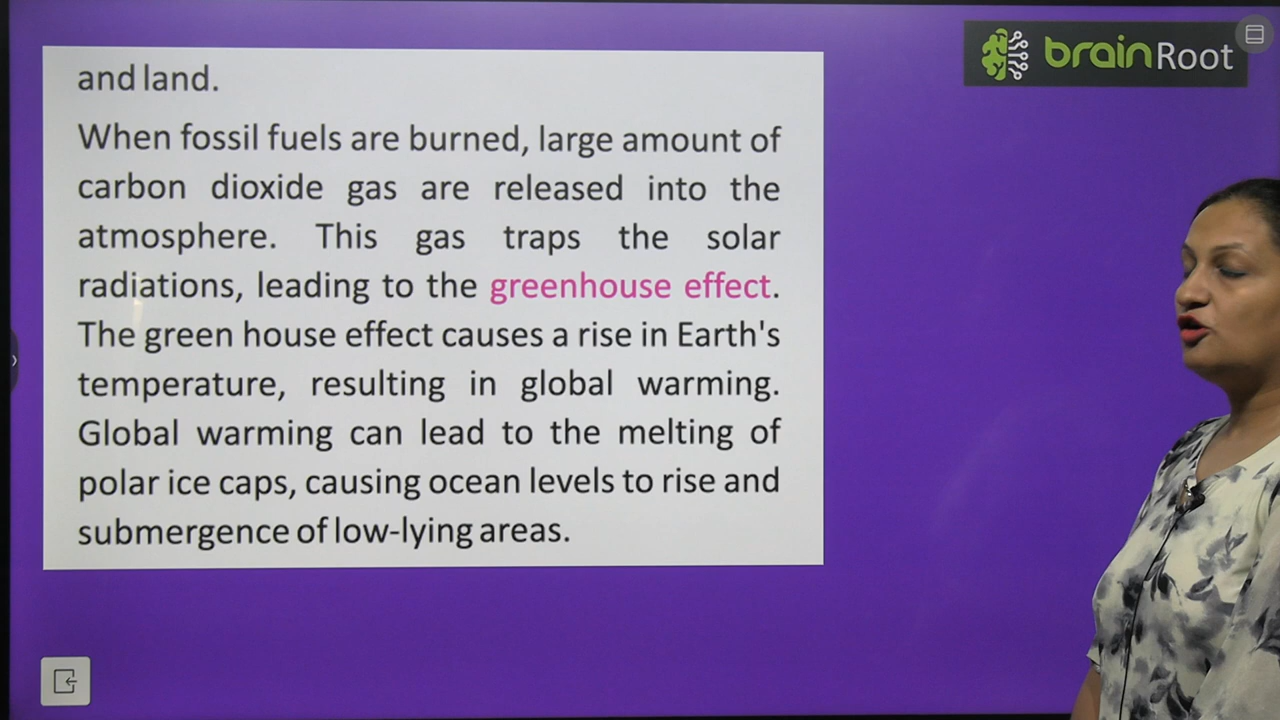 brainRoot
and land.
When fossil fuels are burned, large amount of
carbon dioxide gas are released into the
atmosphere. This gas traps the solar
radiations, leading to the greenhouse effect.
The green house effect causes a rise in Earth's
temperature, resulting in global warming.
Global warming can lead to the melting of
polar ice caps, causing ocean levels to rise and
submergence of low-lying areas.